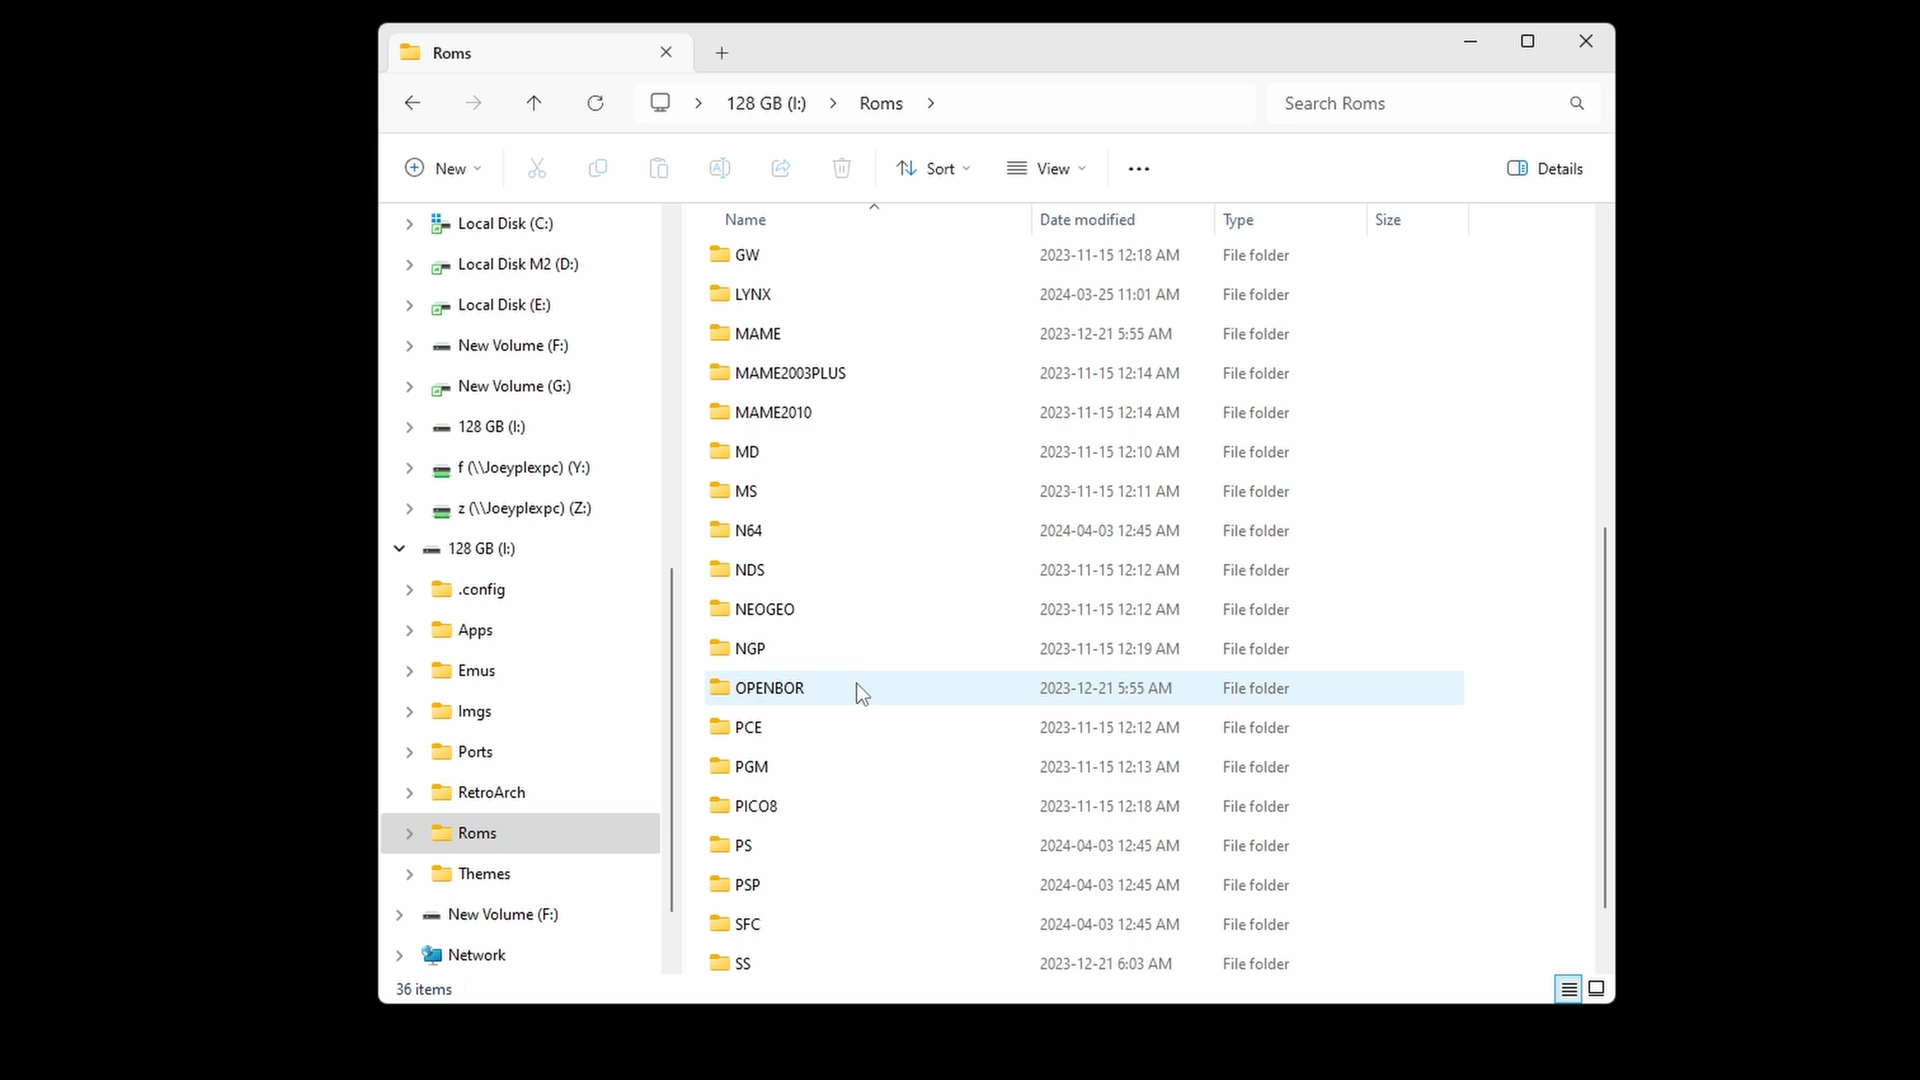 Roms
128 GB (I:) Roms
Search Roms
New
Sort
View
Details
Local Disk (C:)
Local Disk M2 (D:)
Local Disk (E:)
New Volume (F:)
New Volume (G:)
128 GB (I:)
f (\\Joeyplexpc) (Y:)
z (\\Joeyplexpc) (Z:)
128 GB (I:)
.config
Apps
Emus
Imgs
Ports
RetroArch
Roms
Themes
New Volume (F:)
Network
Name Date modified Type Size
GW 2023-11-15 12:18 AM File folder
LYNX 2024-03-25 11:01 AM File folder
MAME 2023-12-21 5:55 AM File folder
MAME2003PLUS 2023-11-15 12:14 AM File folder
MAME2010 2023-11-15 12:14 AM File folder
MD 2023-11-15 12:10 AM File folder
MS 2023-11-15 12:11 AM File folder
N64 2024-04-03 12:45 AM File folder
NDS 2023-11-15 12:12 AM File folder
NEOGEO 2023-11-15 12:12 AM File folder
NGP 2023-11-15 12:19 AM File folder
OPENBOR 2023-12-21 5:55 AM File folder
PCE 2023-11-15 12:12 AM File folder
PGM 2023-11-15 12:13 AM File folder
PICO8 2023-11-15 12:18 AM File folder
PS 2024-04-03 12:45 AM File folder
PSP 2024-04-03 12:45 AM File folder
SFC 2024-04-03 12:45 AM File folder
SS 2023-12-21 6:03 AM File folder
36 items